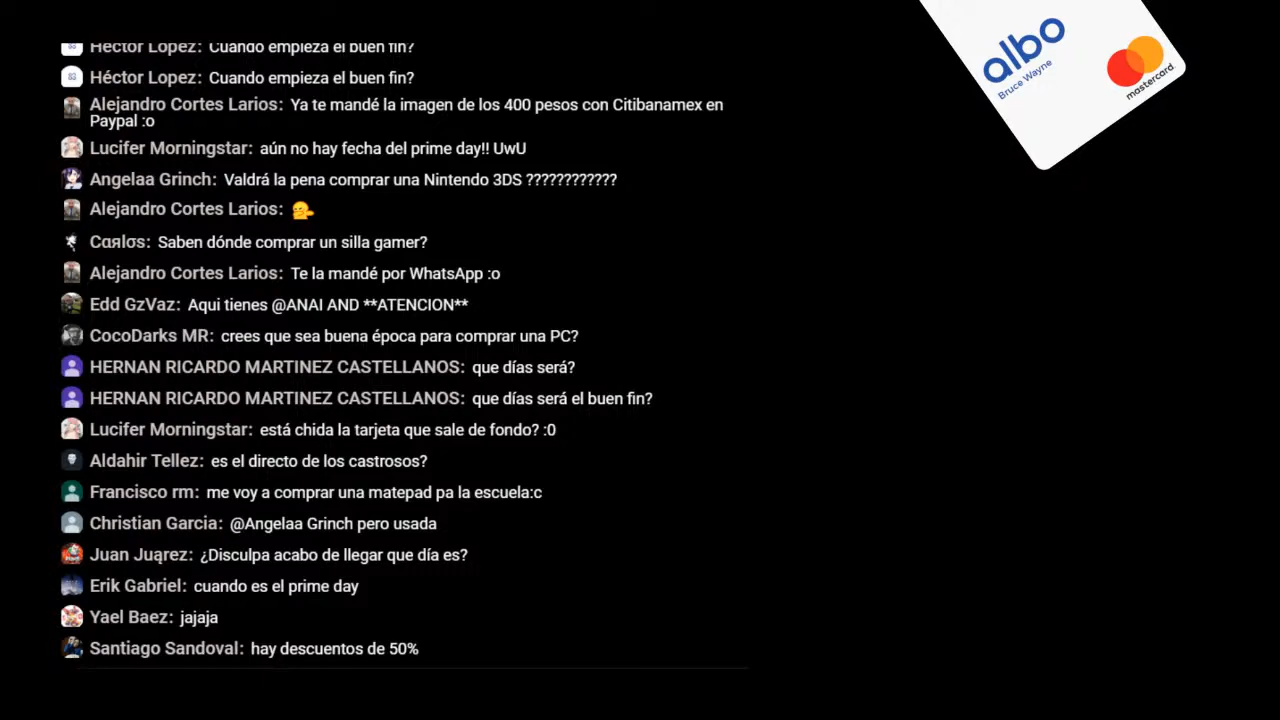 Héctor Lopez: Cuando empieza el buen fin?
Héctor Lopez: Cuando empieza el buen fin?
Alejandro Cortes Larios: Ya te mandé la imagen de los 400 pesos con Citibanamex en
Paypal :o
Lucifer Morningstar: aún no hay fecha del prime day!! UwU
Angelaa Grinch: Valdrá la pena comprar una Nintendo 3DS ????????????
Alejandro Cortes Larios:
Cαяlσs: Saben dónde comprar un silla gamer?
Alejandro Cortes Larios: Te la mandé por WhatsApp :o
Edd GzVaz: Aqui tienes @ANAI AND **ATENCION**
CocoDarks MR: crees que sea buena época para comprar una PC?
HERNAN RICARDO MARTINEZ CASTELLANOS: que días será?
HERNAN RICARDO MARTINEZ CASTELLANOS: que días será el buen fin?
Lucifer Morningstar: está chida la tarjeta que sale de fondo? :0
Aldahir Tellez: es el directo de los castrosos?
Francisco rm: me voy a comprar una matepad pa la escuela:c
Christian Garcia: @Angelaa Grinch pero usada
Juan Juąrez: ¿Disculpa acabo de llegar que día es?
Erik Gabriel: cuando es el prime day
Yael Baez: jajaja
Santiago Sandoval: hay descuentos de 50%
albo
Bruce Wayne
mastercard